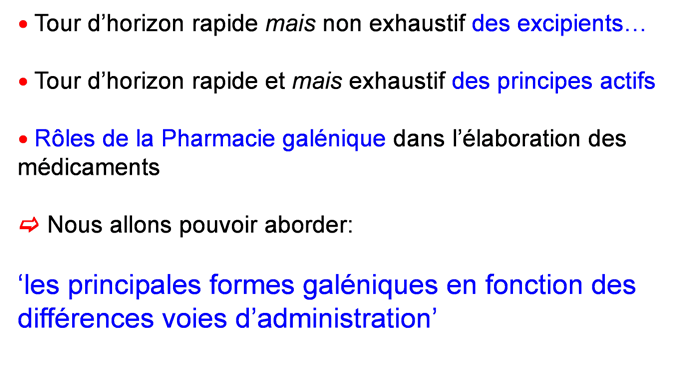 • Tour d’horizon rapide mais non exhaustif des excipients…
• Tour d’horizon rapide et mais exhaustif des principes actifs
• Rôles de la Pharmacie galénique dans l’élaboration des
médicaments
➯ Nous allons pouvoir aborder:
‘les principales formes galéniques en fonction des
différences voies d’administration’